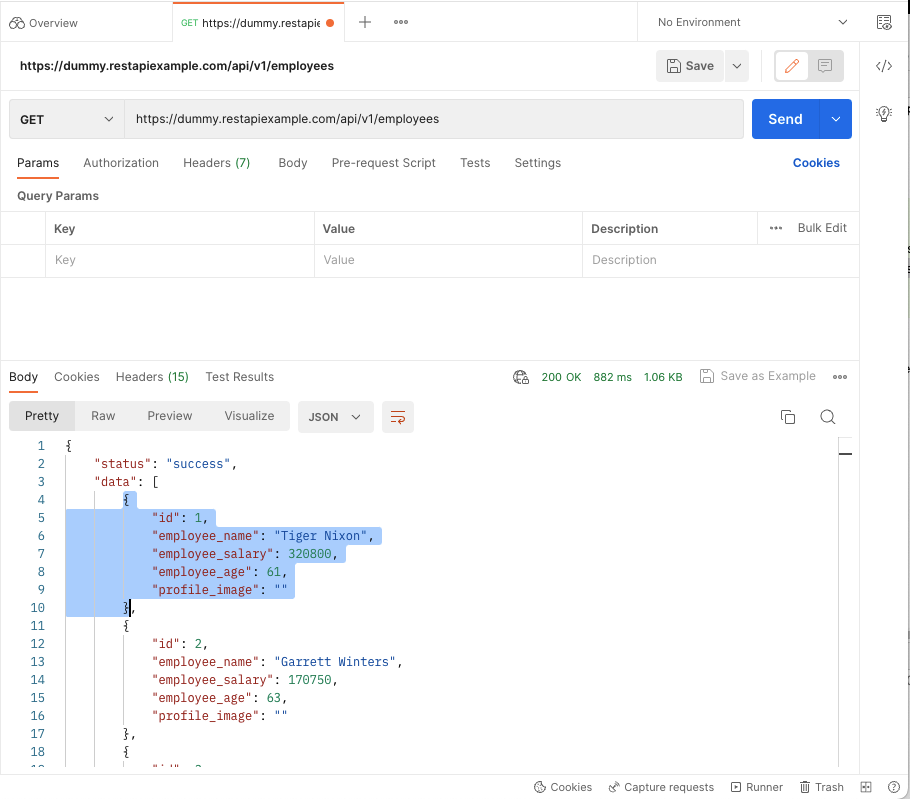 Overview
GET https://dummy.restapie
No Environment
https://dummy.restapiexample.com/api/v1/employees
Save
GET
https://dummy.restapiexample.com/api/v1/employees
Send
Params Authorization Headers (7) Body Pre-request Script Tests Settings Cookies
Query Params
Key Value Description Bulk Edit
Key Value Description
Body Cookies Headers (15) Test Results 200 OK 882 ms 1.06 KB Save as Example
Pretty Raw Preview Visualize JSON
1 {
2 "status": "success",
3 "data": [
4 {
5 "id": 1,
6 "employee_name": "Tiger Nixon",
7 "employee_salary": 320800,
8 "employee_age": 61,
9 "profile_image": ""
10 },
11 {
12 "id": 2,
13 "employee_name": "Garrett Winters",
14 "employee_salary": 170750,
15 "employee_age": 63,
16 "profile_image": ""
17 },
18 {
Cookies Capture requests Runner Trash